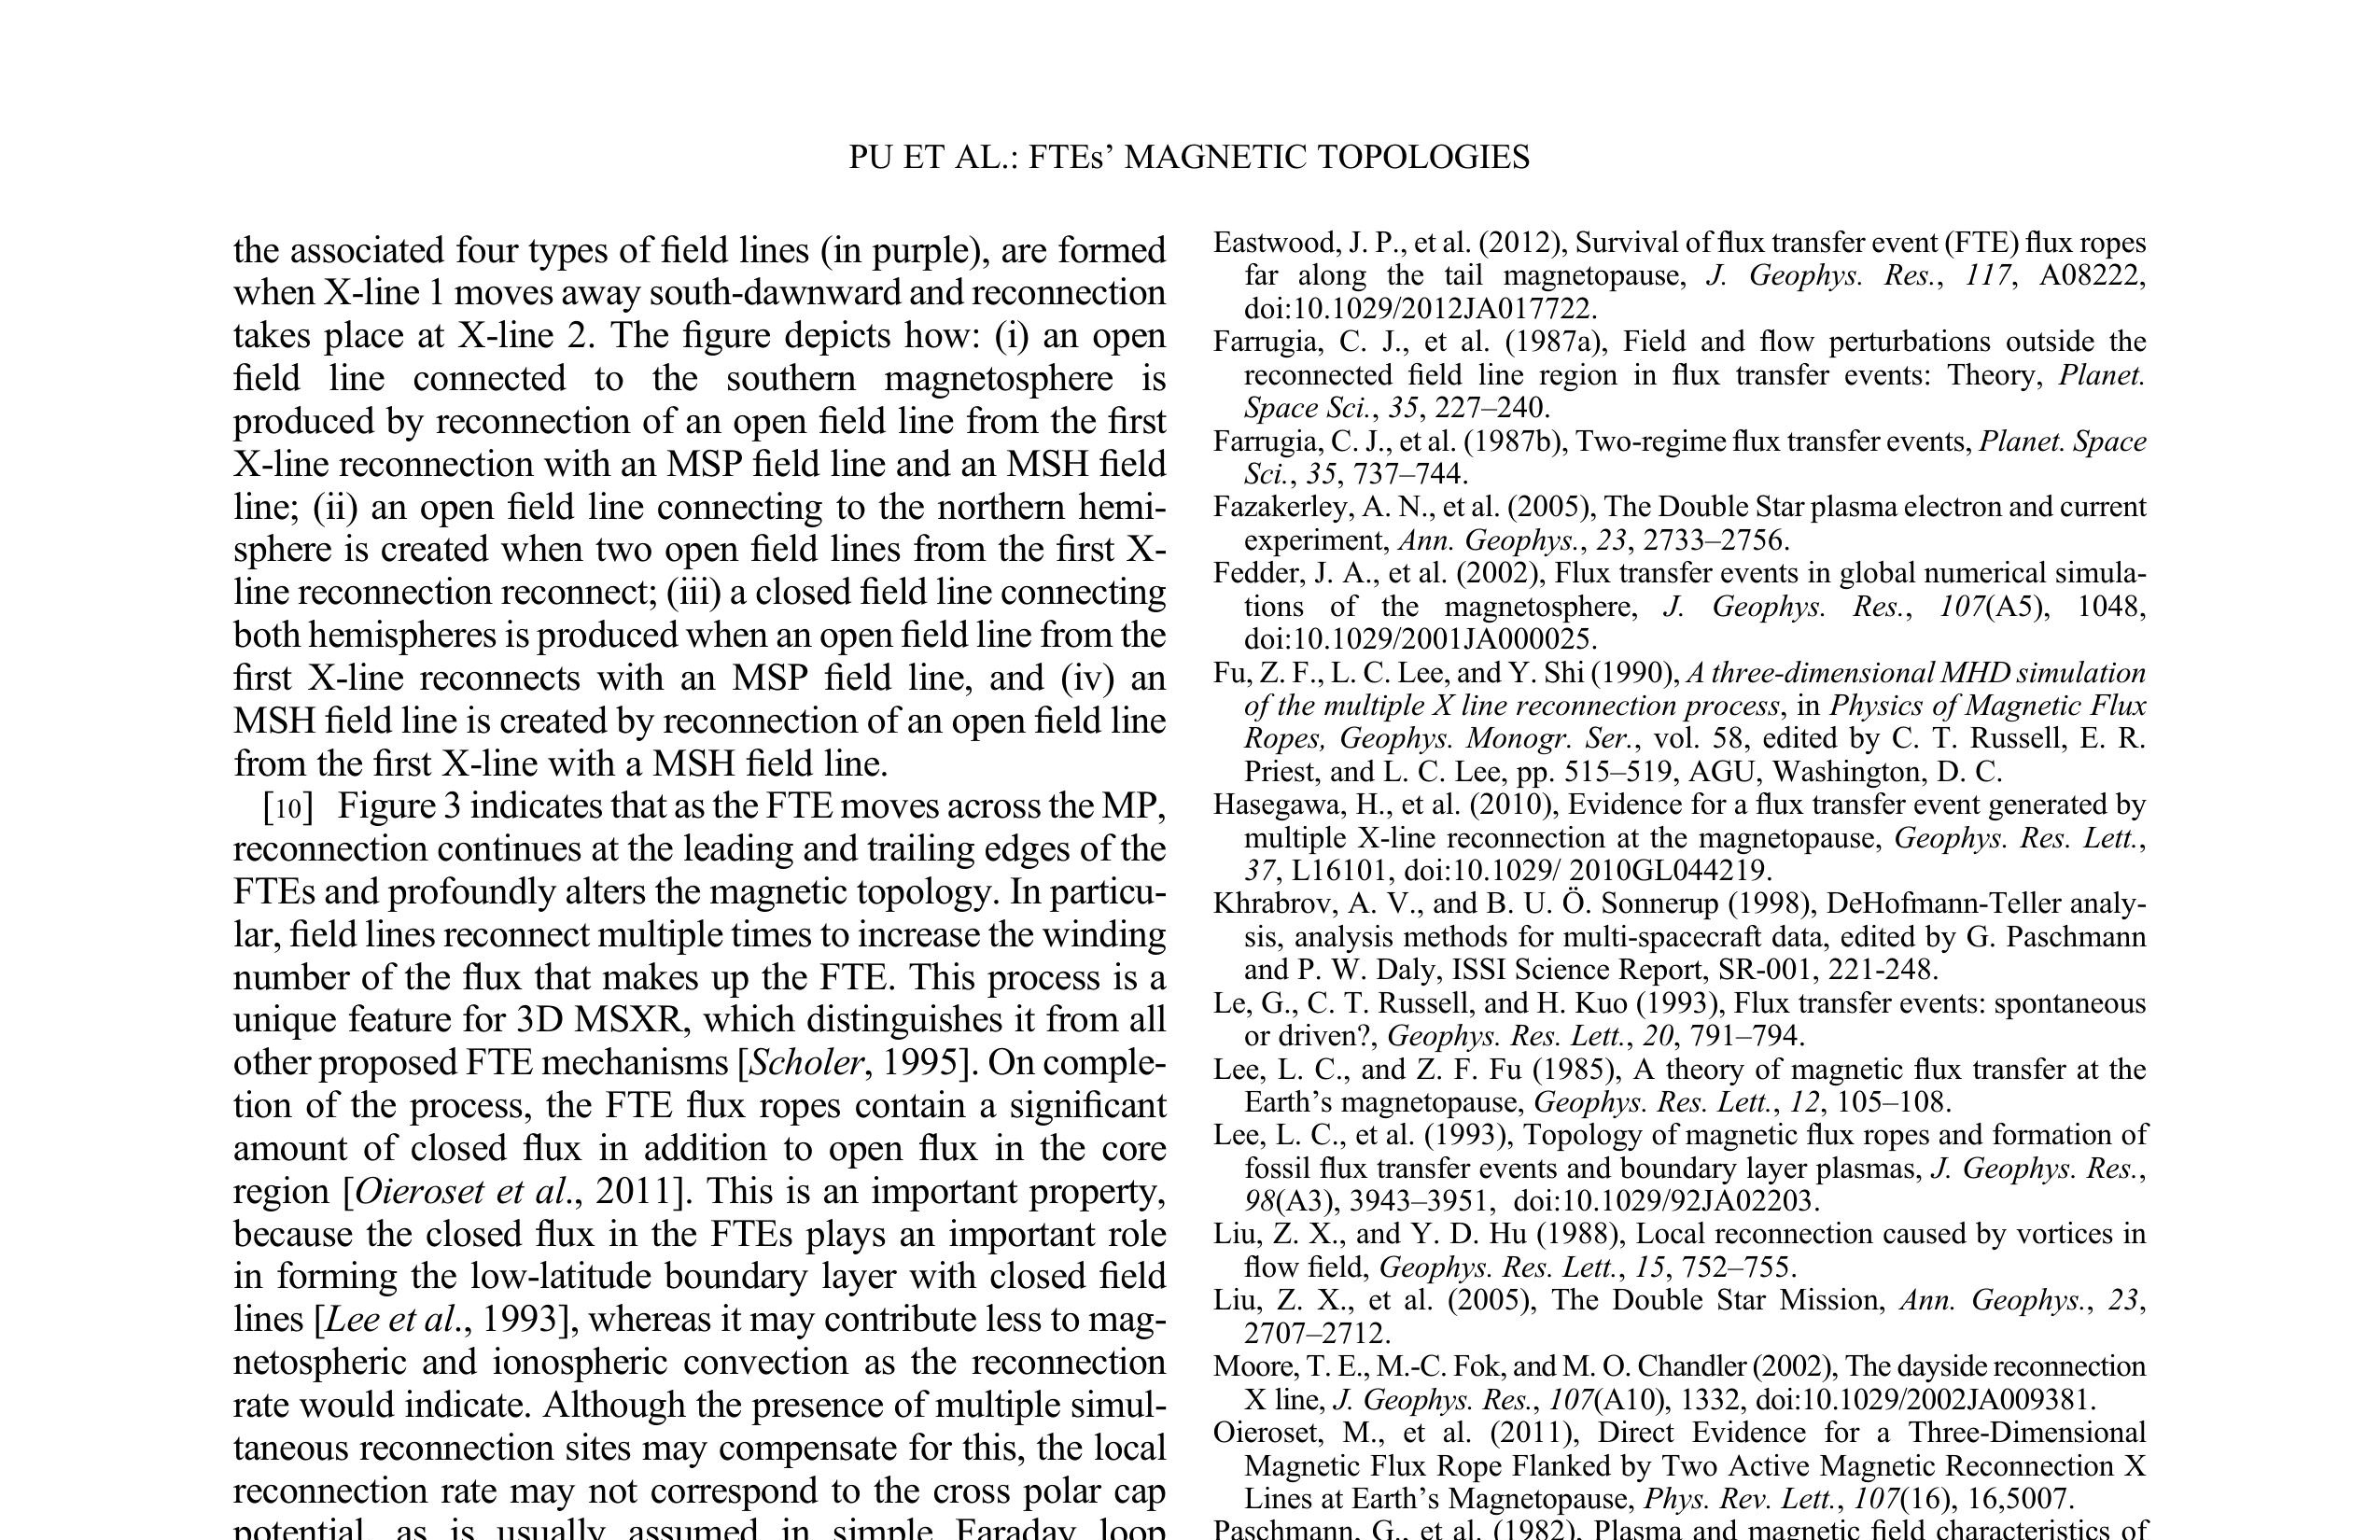 PU ET AL.: FTEs’ MAGNETIC TOPOLOGIES
the associated four types of field lines (in purple), are formed
when X-line 1 moves away south-dawnward and reconnection
takes place at X-line 2. The figure depicts how: (i) an open
field line connected to the southern magnetosphere is
produced by reconnection of an open field line from the first
X-line reconnection with an MSP field line and an MSH field
line; (ii) an open field line connecting to the northern hemi-
sphere is created when two open field lines from the first X-
line reconnection reconnect; (iii) a closed field line connecting
both hemispheres is produced when an open field line from the
first X-line reconnects with an MSP field line, and (iv) an
MSH field line is created by reconnection of an open field line
from the first X-line with a MSH field line.
[10] Figure 3 indicates that as the FTE moves across the MP,
reconnection continues at the leading and trailing edges of the
FTEs and profoundly alters the magnetic topology. In particu-
lar, field lines reconnect multiple times to increase the winding
number of the flux that makes up the FTE. This process is a
unique feature for 3D MSXR, which distinguishes it from all
other proposed FTE mechanisms [Scholer, 1995]. On comple-
tion of the process, the FTE flux ropes contain a significant
amount of closed flux in addition to open flux in the core
region [Oieroset et al., 2011]. This is an important property,
because the closed flux in the FTEs plays an important role
in forming the low-latitude boundary layer with closed field
lines [Lee et al., 1993], whereas it may contribute less to mag-
netospheric and ionospheric convection as the reconnection
rate would indicate. Although the presence of multiple simul-
taneous reconnection sites may compensate for this, the local
reconnection rate may not correspond to the cross polar cap
potential, as is usually assumed in simple Faraday loop
Eastwood, J. P., et al. (2012), Survival of flux transfer event (FTE) flux ropes
far along the tail magnetopause, J. Geophys. Res., 117, A08222,
doi:10.1029/2012JA017722.
Farrugia, C. J., et al. (1987a), Field and flow perturbations outside the
reconnected field line region in flux transfer events: Theory, Planet.
Space Sci., 35, 227–240.
Farrugia, C. J., et al. (1987b), Two-regime flux transfer events, Planet. Space
Sci., 35, 737–744.
Fazakerley, A. N., et al. (2005), The Double Star plasma electron and current
experiment, Ann. Geophys., 23, 2733–2756.
Fedder, J. A., et al. (2002), Flux transfer events in global numerical simula-
tions of the magnetosphere, J. Geophys. Res., 107(A5), 1048,
doi:10.1029/2001JA000025.
Fu, Z. F., L. C. Lee, and Y. Shi (1990), A three-dimensional MHD simulation
of the multiple X line reconnection process, in Physics of Magnetic Flux
Ropes, Geophys. Monogr. Ser., vol. 58, edited by C. T. Russell, E. R.
Priest, and L. C. Lee, pp. 515–519, AGU, Washington, D. C.
Hasegawa, H., et al. (2010), Evidence for a flux transfer event generated by
multiple X-line reconnection at the magnetopause, Geophys. Res. Lett.,
37, L16101, doi:10.1029/ 2010GL044219.
Khrabrov, A. V., and B. U. Ö. Sonnerup (1998), DeHofmann-Teller analy-
sis, analysis methods for multi-spacecraft data, edited by G. Paschmann
and P. W. Daly, ISSI Science Report, SR-001, 221-248.
Le, G., C. T. Russell, and H. Kuo (1993), Flux transfer events: spontaneous
or driven?, Geophys. Res. Lett., 20, 791–794.
Lee, L. C., and Z. F. Fu (1985), A theory of magnetic flux transfer at the
Earth’s magnetopause, Geophys. Res. Lett., 12, 105–108.
Lee, L. C., et al. (1993), Topology of magnetic flux ropes and formation of
fossil flux transfer events and boundary layer plasmas, J. Geophys. Res.,
98(A3), 3943–3951, doi:10.1029/92JA02203.
Liu, Z. X., and Y. D. Hu (1988), Local reconnection caused by vortices in
flow field, Geophys. Res. Lett., 15, 752–755.
Liu, Z. X., et al. (2005), The Double Star Mission, Ann. Geophys., 23,
2707–2712.
Moore, T. E., M.-C. Fok, and M. O. Chandler (2002), The dayside reconnection
X line, J. Geophys. Res., 107(A10), 1332, doi:10.1029/2002JA009381.
Oieroset, M., et al. (2011), Direct Evidence for a Three-Dimensional
Magnetic Flux Rope Flanked by Two Active Magnetic Reconnection X
Lines at Earth’s Magnetopause, Phys. Rev. Lett., 107(16), 16,5007.
Paschmann, G., et al. (1982), Plasma and magnetic field characteristics of